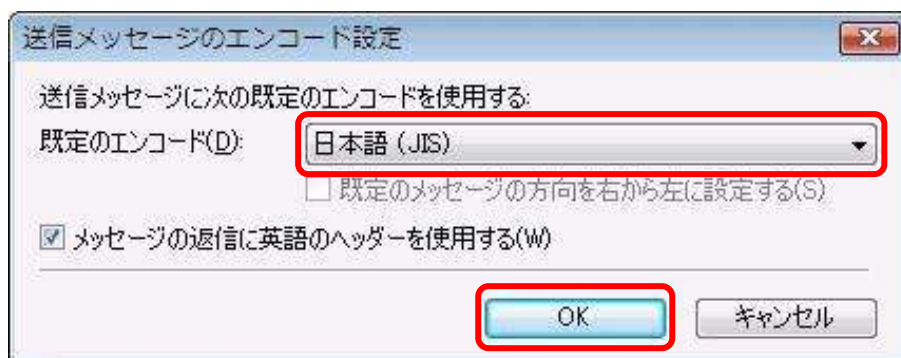 送信メッセージのエンコード設定
送信メッセージに次の既定のエンコードを使用する:
既定のエンコード(D): 日本語 (JIS)
既定のメッセージの方向を右から左に設定する(S)
メッセージの返信に英語のヘッダーを使用する(W)
OK キャンセル